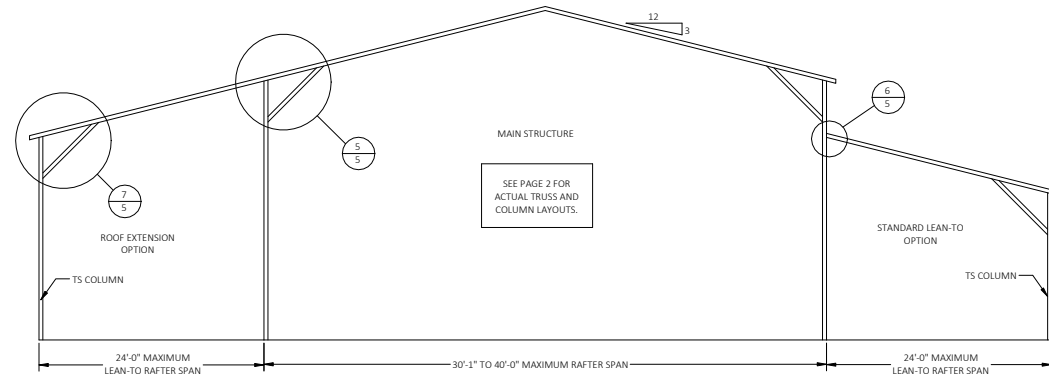 12
3
6
5
5
5
7
5
MAIN STRUCTURE
SEE PAGE 2 FOR
ACTUAL TRUSS AND
COLUMN LAYOUTS.
ROOF EXTENSION
OPTION
STANDARD LEAN-TO
OPTION
TS COLUMN
TS COLUMN
24'-0" MAXIMUM
LEAN-TO RAFTER SPAN
30'-1" TO 40'-0" MAXIMUM RAFTER SPAN
24'-0" MAXIMUM
LEAN-TO RAFTER SPAN